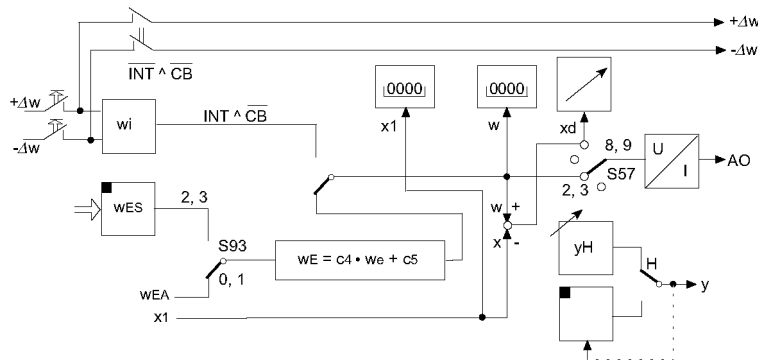 +Δw
-Δw
INT ^ CB
0000
0000
+Δw
-Δw
wi
INT ^ CB
x1
w
xd
8, 9
U
I
AO
S57
2, 3
wES
2, 3
w +
x -
S93
wE = c4 • we + c5
0, 1
yH
H
y
wEA
x1